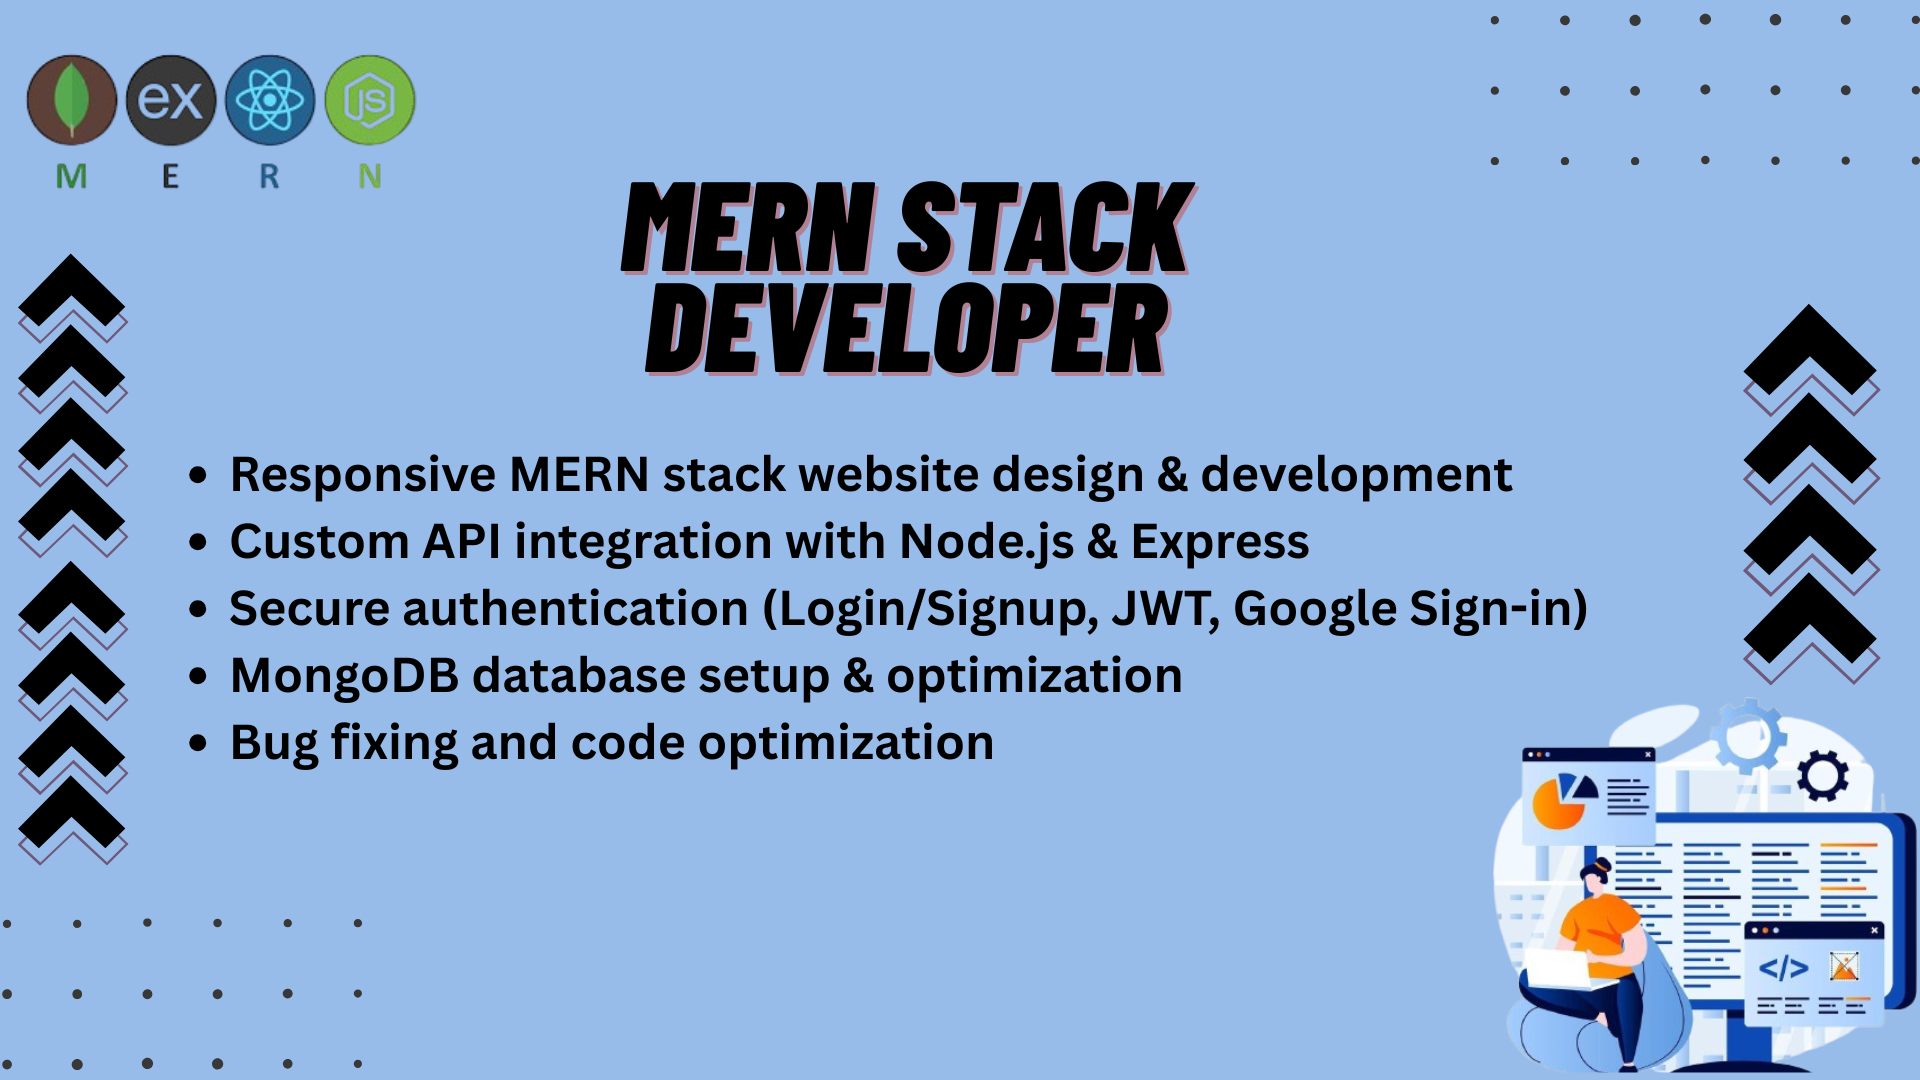 ex
JS
M E R N
MERN STACK
DEVELOPER
• Responsive MERN stack website design & development
• Custom API integration with Node.js & Express
• Secure authentication (Login/Signup, JWT, Google Sign-in)
• MongoDB database setup & optimization
• Bug fixing and code optimization
</>